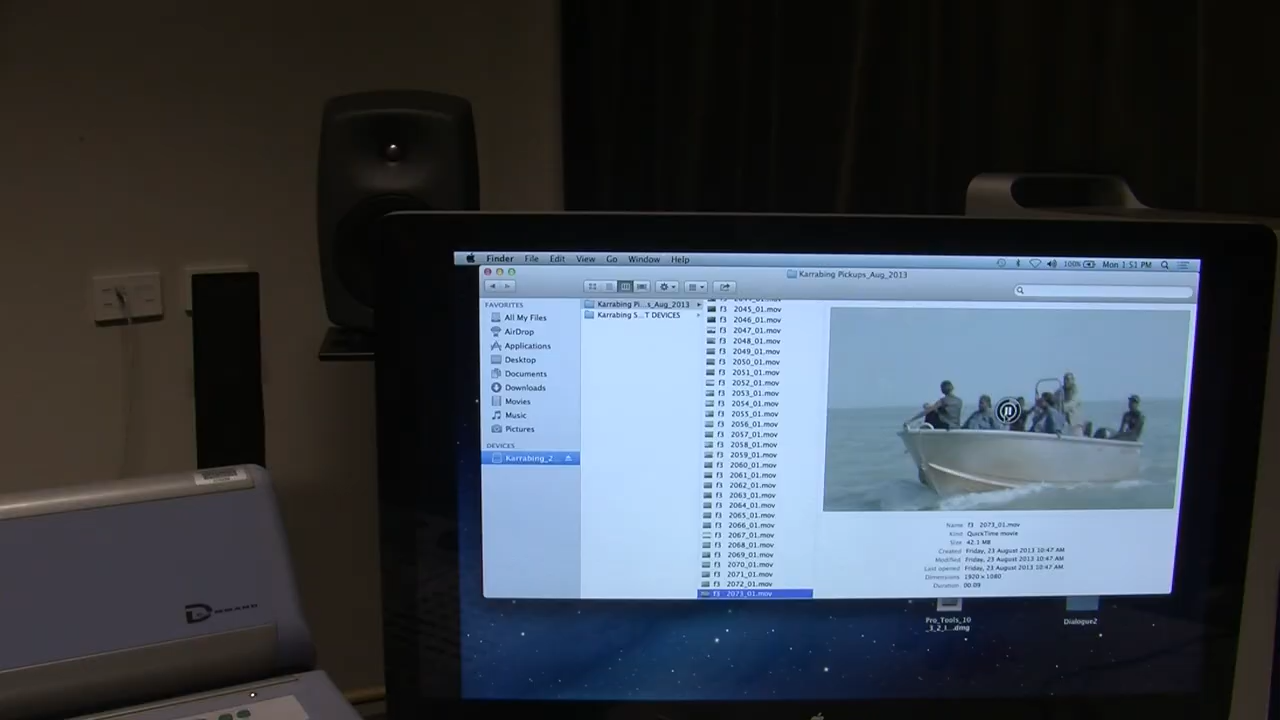 Finder File Edit View Go Window Help 100% Mon 1:51 PM
Karrabing Pickups_Aug_2013
FAVORITES
All My Files
AirDrop
Applications
Desktop
Documents
Downloads
Movies
Music
Pictures
DEVICES
Karrabing_2...
Karrabing Pi...s_Aug_2013
Karrabing S...T DEVICES
f3 2045_01.mov
f3 2046_01.mov
f3 2047_01.mov
f3 2048_01.mov
f3 2049_01.mov
f3 2050_01.mov
f3 2051_01.mov
f3 2052_01.mov
f3 2053_01.mov
f3 2054_01.mov
f3 2055_01.mov
f3 2056_01.mov
f3 2057_01.mov
f3 2058_01.mov
f3 2059_01.mov
f3 2060_01.mov
f3 2061_01.mov
f3 2062_01.mov
f3 2063_01.mov
f3 2064_01.mov
f3 2065_01.mov
f3 2066_01.mov
f3 2067_01.mov
f3 2068_01.mov
f3 2069_01.mov
f3 2070_01.mov
f3 2071_01.mov
f3 2072_01.mov
f3 2073_01.mov
Name f3 2073_01.mov
Kind QuickTime movie
Size 42.1 MB
Created Friday, 23 August 2013 10:47 AM
Modified Friday, 23 August 2013 10:47 AM
Last opened Friday, 23 August 2013 10:47 AM
Dimensions 1920 × 1080
Duration 00:09
Pro_Tools_10
_3_2_I...dmg
Dialogue2